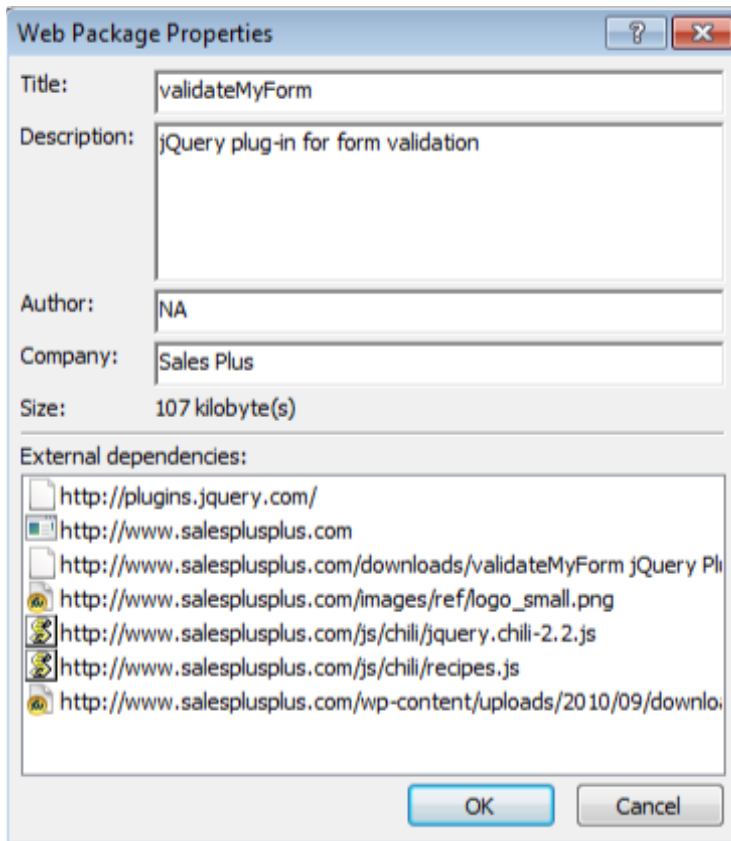 Web Package Properties
Title: validateMyForm
Description: jQuery plug-in for form validation
Author: NA
Company: Sales Plus
Size: 107 kilobyte(s)
External dependencies:
http://plugins.jquery.com/
http://www.salesplusplus.com
http://www.salesplusplus.com/downloads/validateMyForm jQuery Pl
http://www.salesplusplus.com/images/ref/logo_small.png
http://www.salesplusplus.com/js/chili/jquery.chili-2.2.js
http://www.salesplusplus.com/js/chili/recipes.js
http://www.salesplusplus.com/wp-content/uploads/2010/09/downlo
OK Cancel